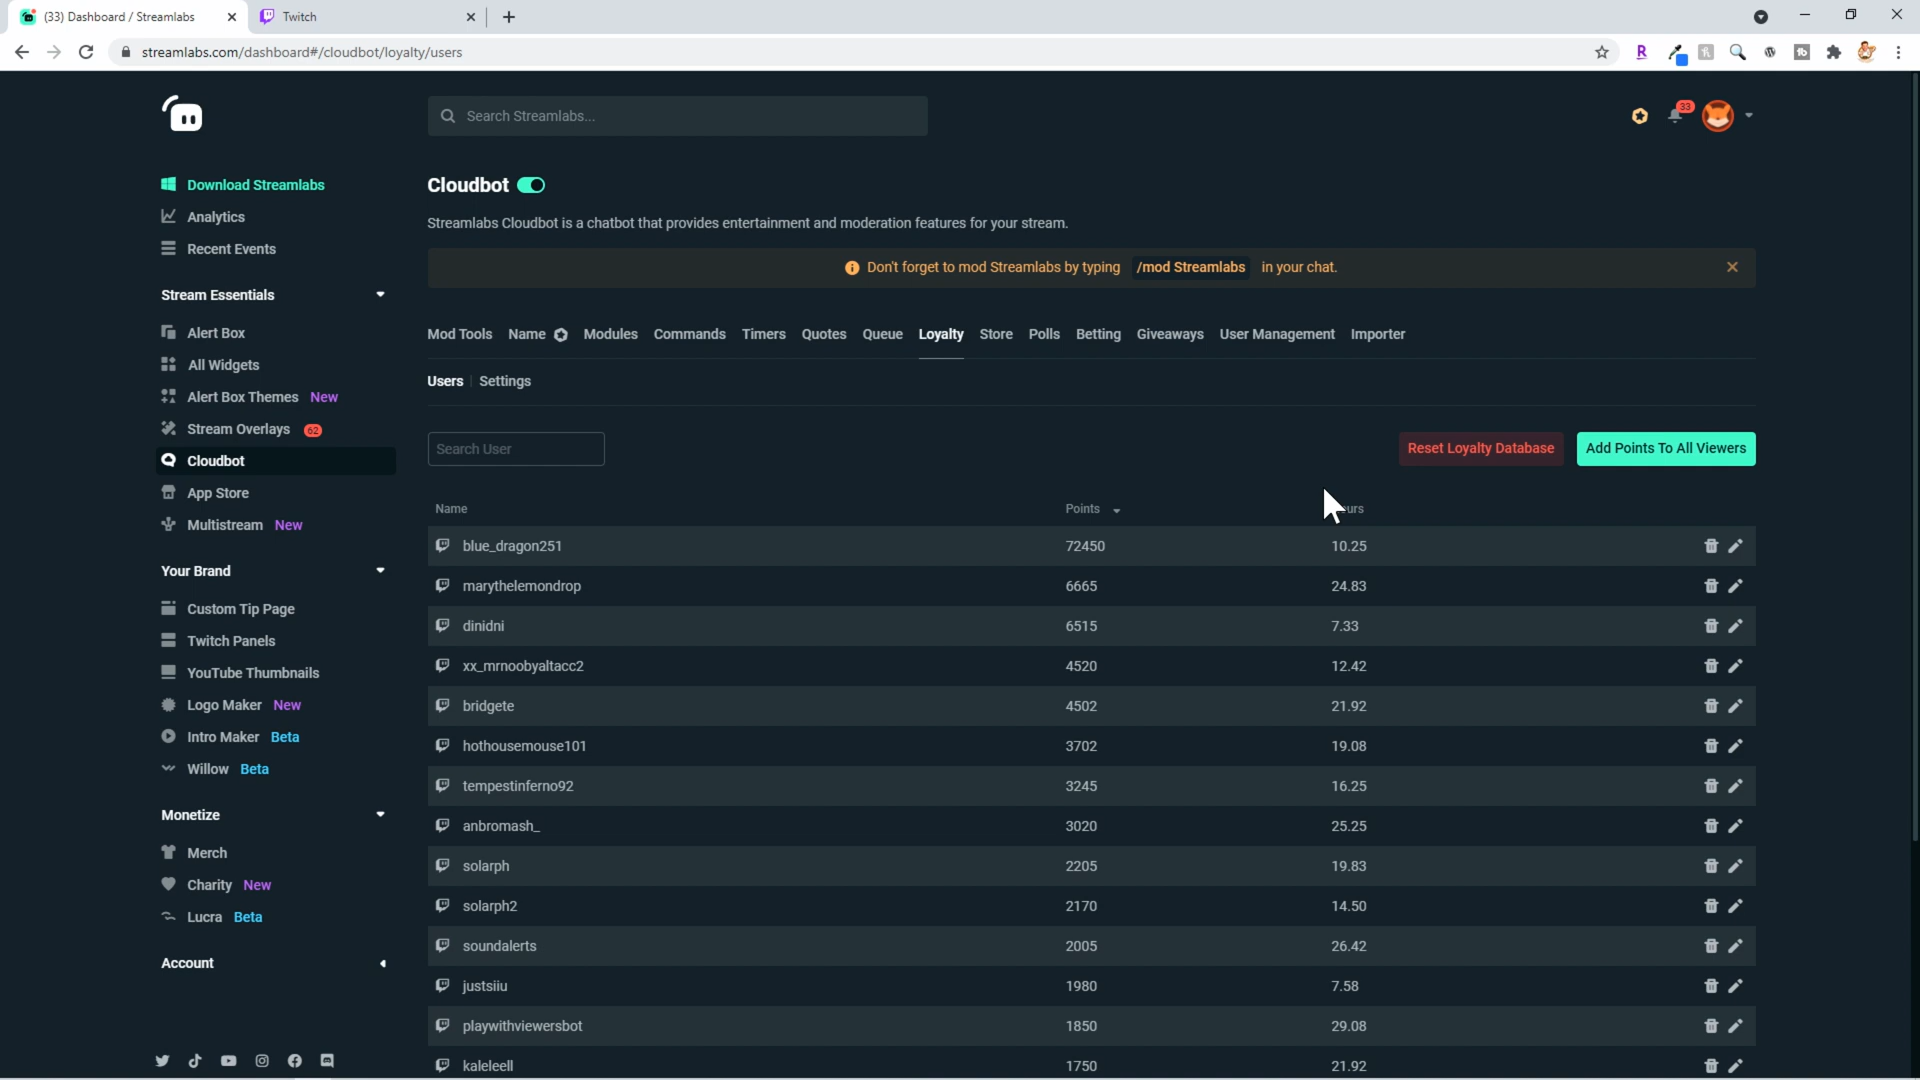 (33) Dashboard / Streamlabs
Twitch
streamlabs.com/dashboard#/cloudbot/loyalty/users
Search Streamlabs...
33
Download Streamlabs
Analytics
Recent Events
Stream Essentials
Alert Box
All Widgets
Alert Box Themes New
Stream Overlays 62
Cloudbot
App Store
Multistream New
Your Brand
Custom Tip Page
Twitch Panels
YouTube Thumbnails
Logo Maker New
Intro Maker Beta
Willow Beta
Monetize
Merch
Charity New
Lucra Beta
Account
Cloudbot
Streamlabs Cloudbot is a chatbot that provides entertainment and moderation features for your stream.
Don't forget to mod Streamlabs by typing /mod Streamlabs in your chat.
Mod Tools Name Modules Commands Timers Quotes Queue Loyalty Store Polls Betting Giveaways User Management Importer
Users Settings
Search User
Reset Loyalty Database Add Points To All Viewers
Name Points
blue_dragon251 72450 10.25
marythelemondrop 6665 24.83
dinidni 6515 7.33
xx_mrnoobyaltacc2 4520 12.42
bridgete 4502 21.92
hothousemouse101 3702 19.08
tempestinferno92 3245 16.25
anbromash_ 3020 25.25
solarph 2205 19.83
solarph2 2170 14.50
soundalerts 2005 26.42
justsiiu 1980 7.58
playwithviewersbot 1850 29.08
kaleleell 1750 21.92